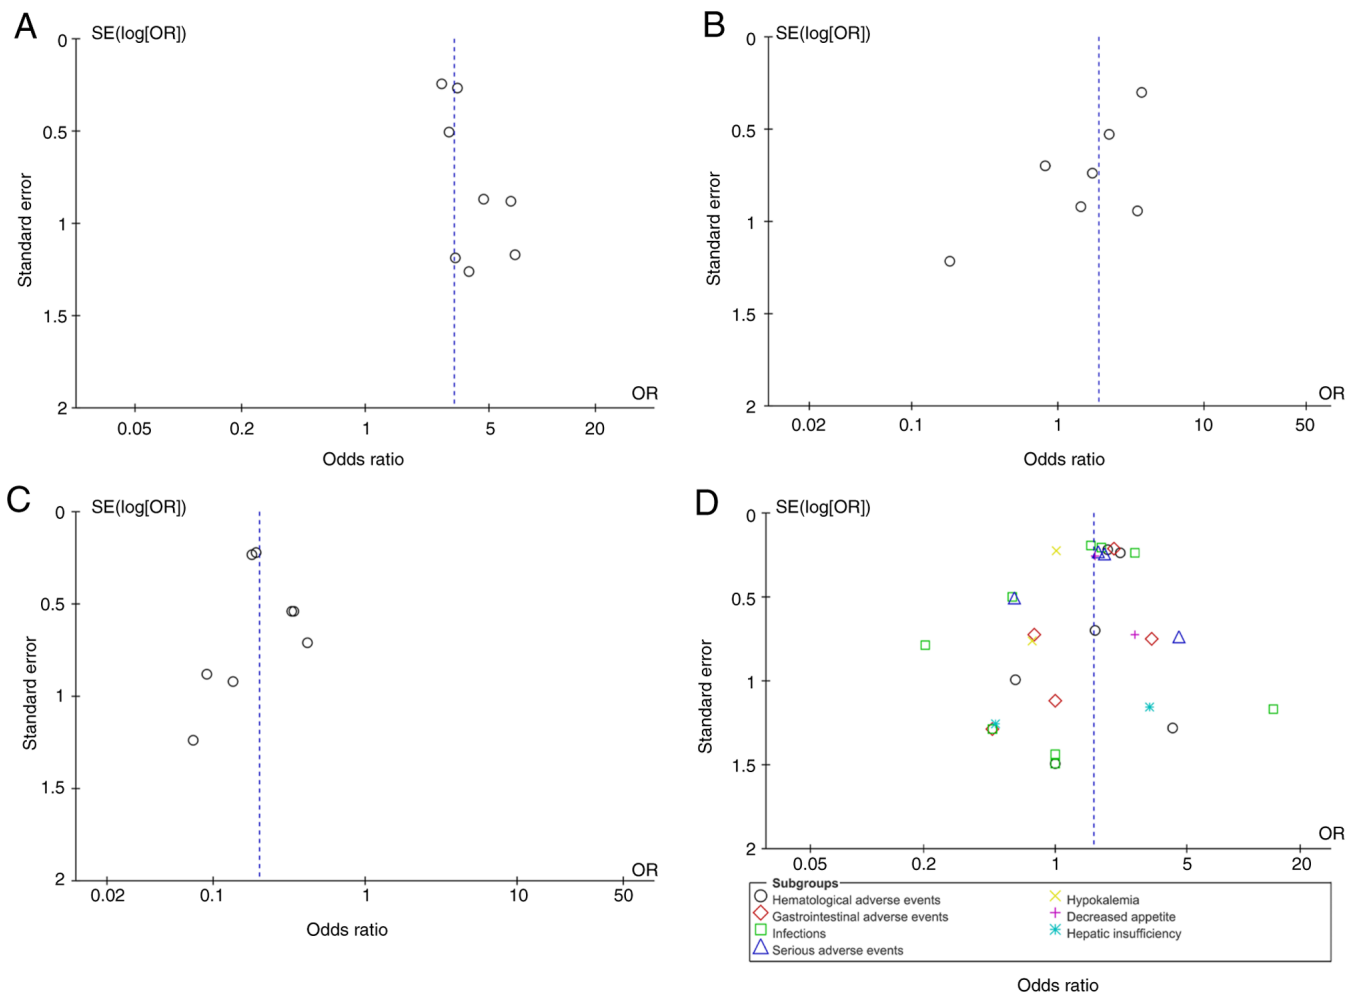 A
SE(log[OR])
0
0.5
1
1.5
2
Standard error
OR
0.05 0.2 1 5 20
Odds ratio
B
SE(log[OR])
0
0.5
1
1.5
2
Standard error
OR
0.02 0.1 1 10 50
Odds ratio
C
SE(log[OR])
0
0.5
1
1.5
2
Standard error
OR
0.02 0.1 1 10 50
Odds ratio
D
SE(log[OR])
0
0.5
1
1.5
2
Standard error
OR
0.05 0.2 1 5 20
Subgroups
Hematological adverse events
Gastrointestinal adverse events
Infections
Serious adverse events
Hypokalemia
Decreased appetite
Hepatic insufficiency
Odds ratio